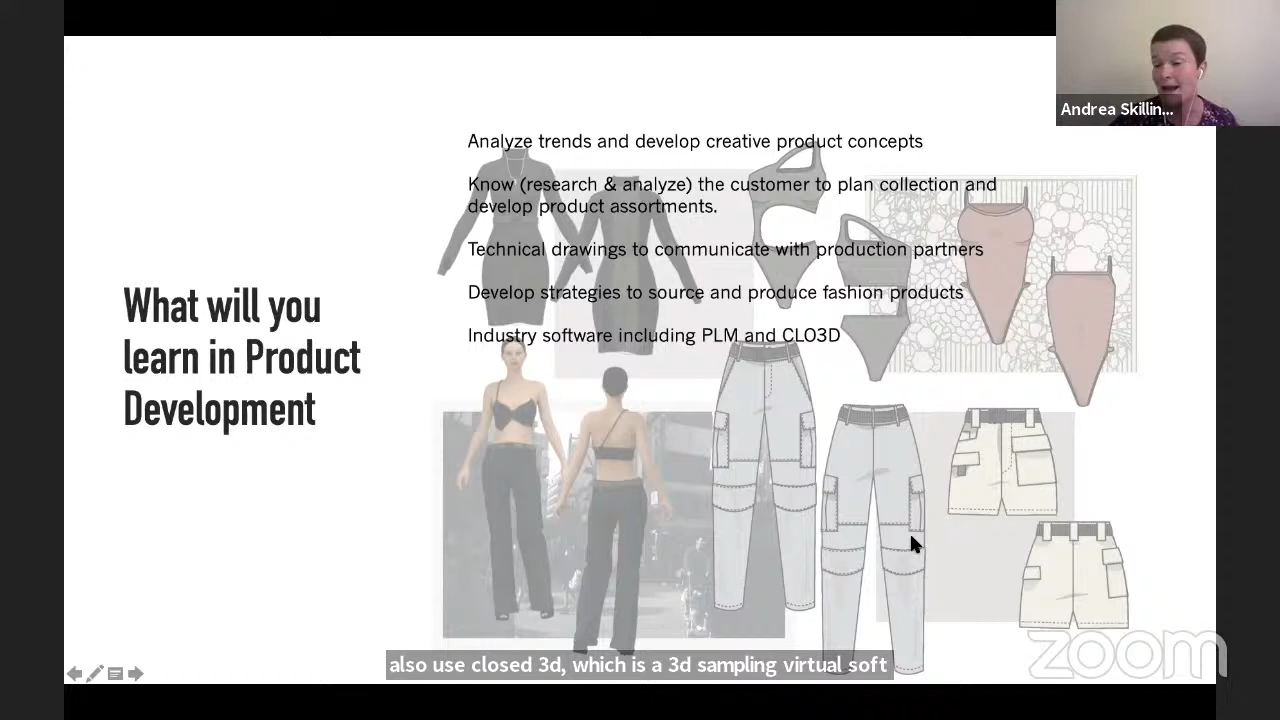 Andrea Skillin...
Analyze trends and develop creative product concepts
Know (research & analyze) the customer to plan collection and
develop product assortments.
Technical drawings to communicate with production partners
Develop strategies to source and produce fashion products
Industry software including PLM and CLO3D
What will you
learn in Product
Development
also use closed 3d, which is a 3d sampling virtual soft
zoom